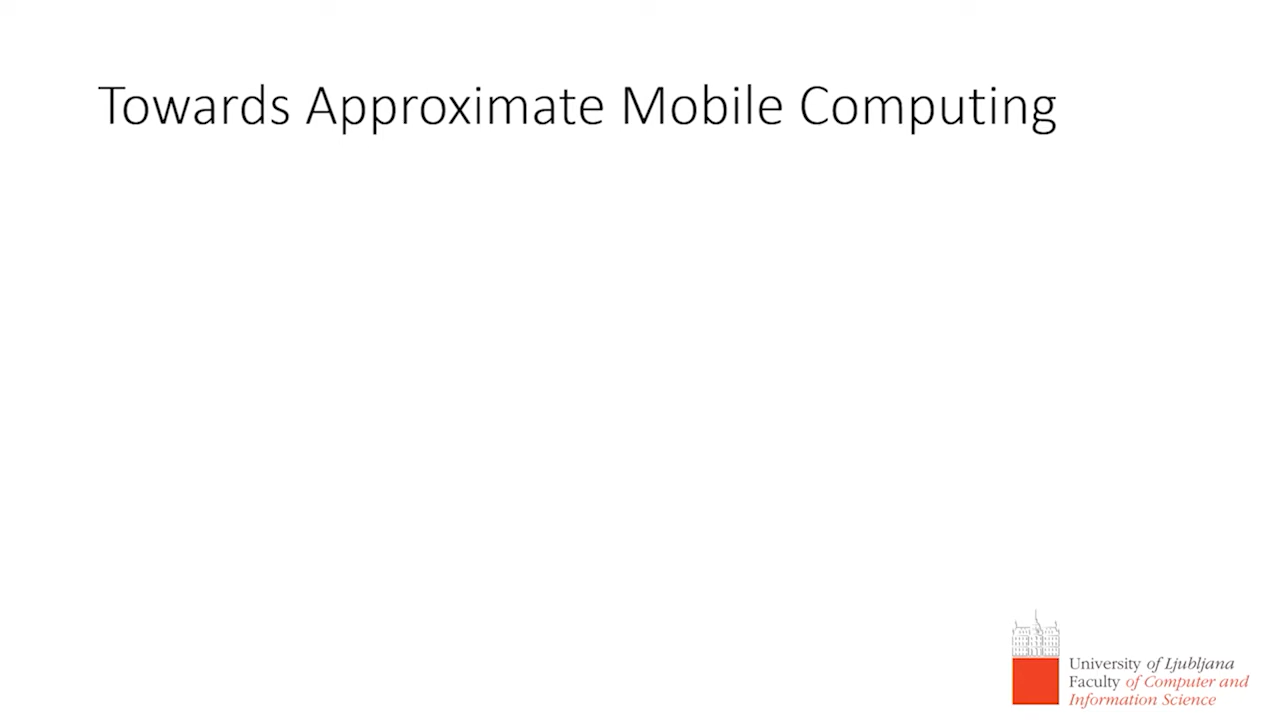 Towards Approximate Mobile Computing
University of Ljubljana
Faculty of Computer and
Information Science